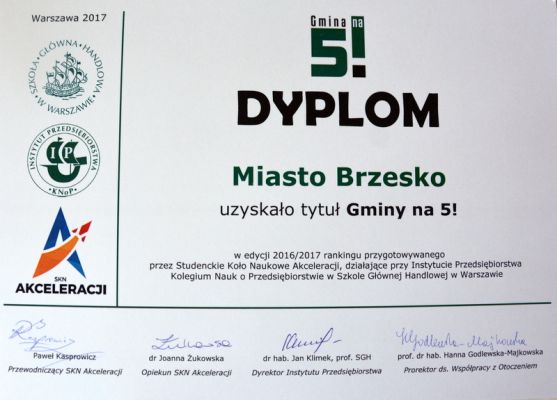 Warszawa 2017
Gmina na
5!
SZKOŁA GŁÓWNA HANDLOWA
W WARSZAWIE
INSTYTUT PRZEDSIĘBIORSTWA
• KNoP •
SKN
AKCELERACJI
DYPLOM
Miasto Brzesko
uzyskało tytuł Gminy na 5!
w edycji 2016/2017 rankingu przygotowywanego
przez Studenckie Koło Naukowe Akceleracji, działające przy Instytucie Przedsiębiorstwa
Kolegium Nauk o Przedsiębiorstwie w Szkole Głównej Handlowej w Warszawie
Paweł Kasprowicz
Przewodniczący SKN Akceleracji
dr Joanna Żukowska
Opiekun SKN Akceleracji
dr hab. Jan Klimek, prof. SGH
Dyrektor Instytutu Przedsiębiorstwa
prof. dr hab. Hanna Godlewska-Majkowska
Prorektor ds. Współpracy z Otoczeniem